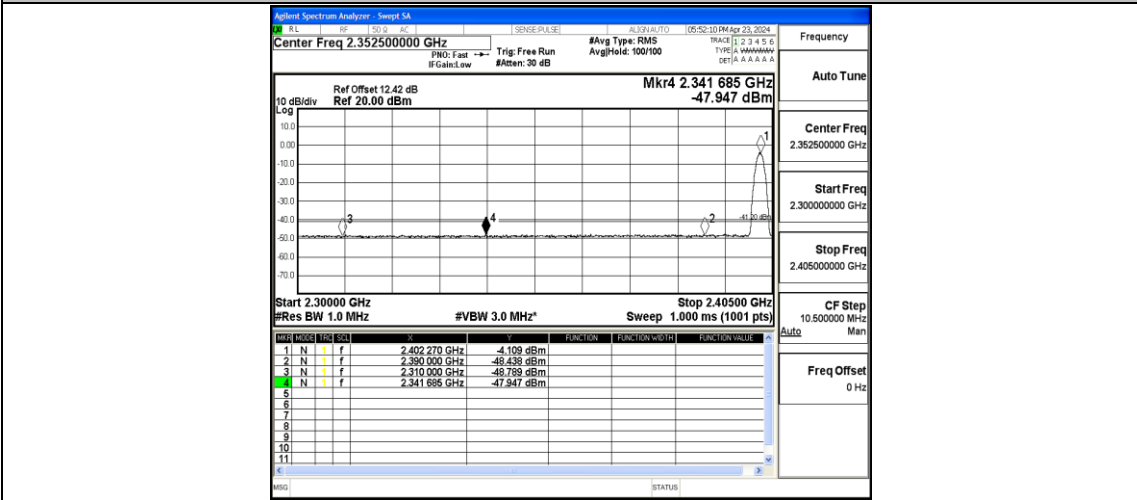 Agilent Spectrum Analyzer - Swept SA
RL RF 50 Ω AC SENSE:PULSE ALIGN AUTO 05:52:10 PM Apr 23, 2024
Center Freq 2.352500000 GHz
#Avg Type: RMS
TRACE 1 2 3 4 5 6
PNO: Fast Trig: Free Run Avg|Hold: 100/100
TYPE A
IFGain:Low #Atten: 30 dB
DET A A A A A A
Frequency
Auto Tune
Mkr4 2.341 685 GHz
-47.947 dBm
Ref Offset 12.42 dB
10 dB/div Ref 20.00 dBm
Log
10.0
0.00
-10.0
-20.0
-30.0
-40.0
-50.0
-60.0
-70.0
1
3
4
2
-41.20 dBm
Start 2.30000 GHz Stop 2.40500 GHz
#Res BW 1.0 MHz #VBW 3.0 MHz* Sweep 1.000 ms (1001 pts)
Center Freq
2.352500000 GHz
Start Freq
2.300000000 GHz
Stop Freq
2.405000000 GHz
CF Step
10.500000 MHz
Auto Man
Freq Offset
0 Hz
MKR MODE TRC SCL X Y FUNCTION FUNCTION WIDTH FUNCTION VALUE
1 N 1 f 2.402 270 GHz -4.109 dBm
2 N 1 f 2.390 000 GHz -48.438 dBm
3 N 1 f 2.310 000 GHz -48.789 dBm
4 N 1 f 2.341 685 GHz -47.947 dBm
5
6
7
8
9
10
11
MSG STATUS